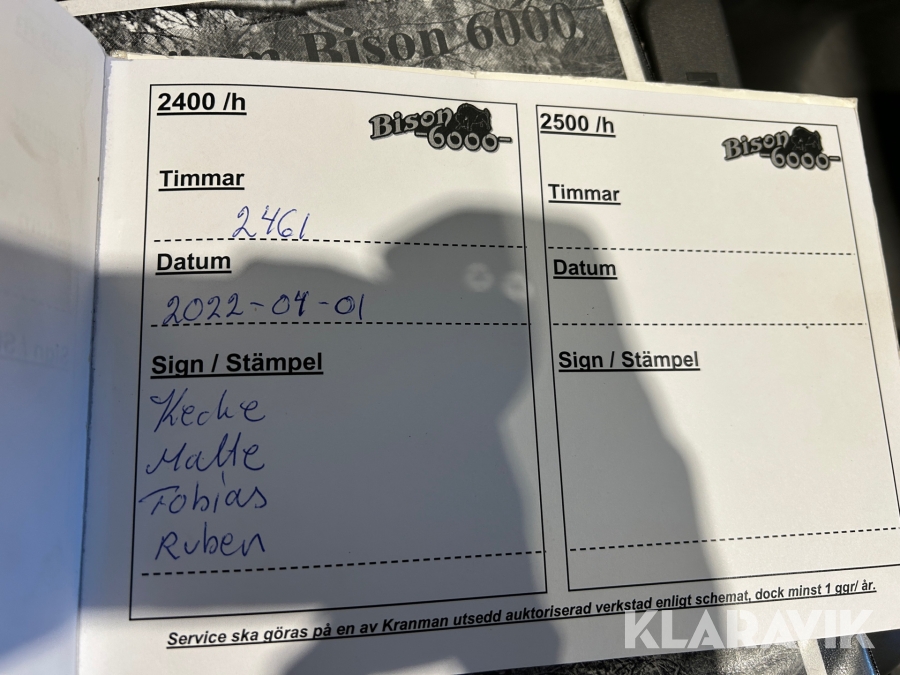 Bison 6000
2400 /h
Bison
6000
Timmar
2461
Datum
2022-04-01
Sign / Stämpel
Kecke
Malte
Tobias
Ruben
2500 /h
Bison
6000
Timmar
Datum
Sign / Stämpel
Service ska göras på en av Kranman utsedd auktoriserad verkstad enligt schemat, dock minst 1 ggr/ år.
KLARAVIK